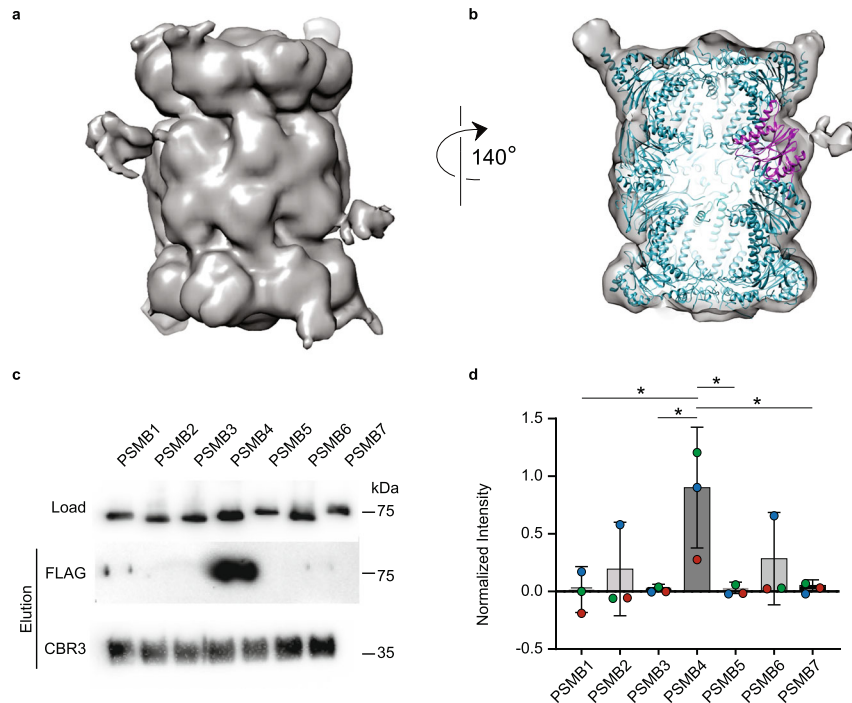 a
b
140°
c
PSMB1 PSMB2 PSMB3 PSMB4 PSMB5 PSMB6 PSMB7
kDa
Load
75
FLAG
75
Elution
CBR3
35
d
* * * *
Normalized Intensity
1.5
1.0
0.5
0.0
-0.5
PSMB1 PSMB2 PSMB3 PSMB4 PSMB5 PSMB6 PSMB7